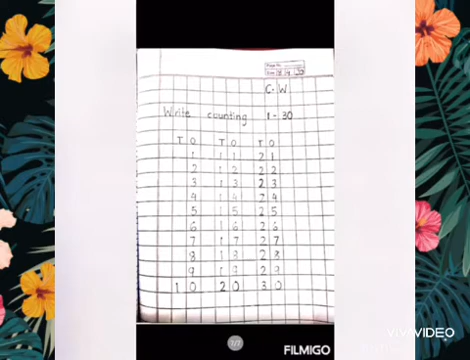 C.W
Write counting 1 - 30
T O T O T O
1 1 1 2 1
2 1 2 2 2
3 1 3 2 3
4 1 4 2 4
5 1 5 2 5
6 1 6 2 6
7 1 7 2 7
8 1 8 2 8
9 1 9 2 9
1 0 2 0 3 0
1/7
FILMIGO
VIVAVIDEO